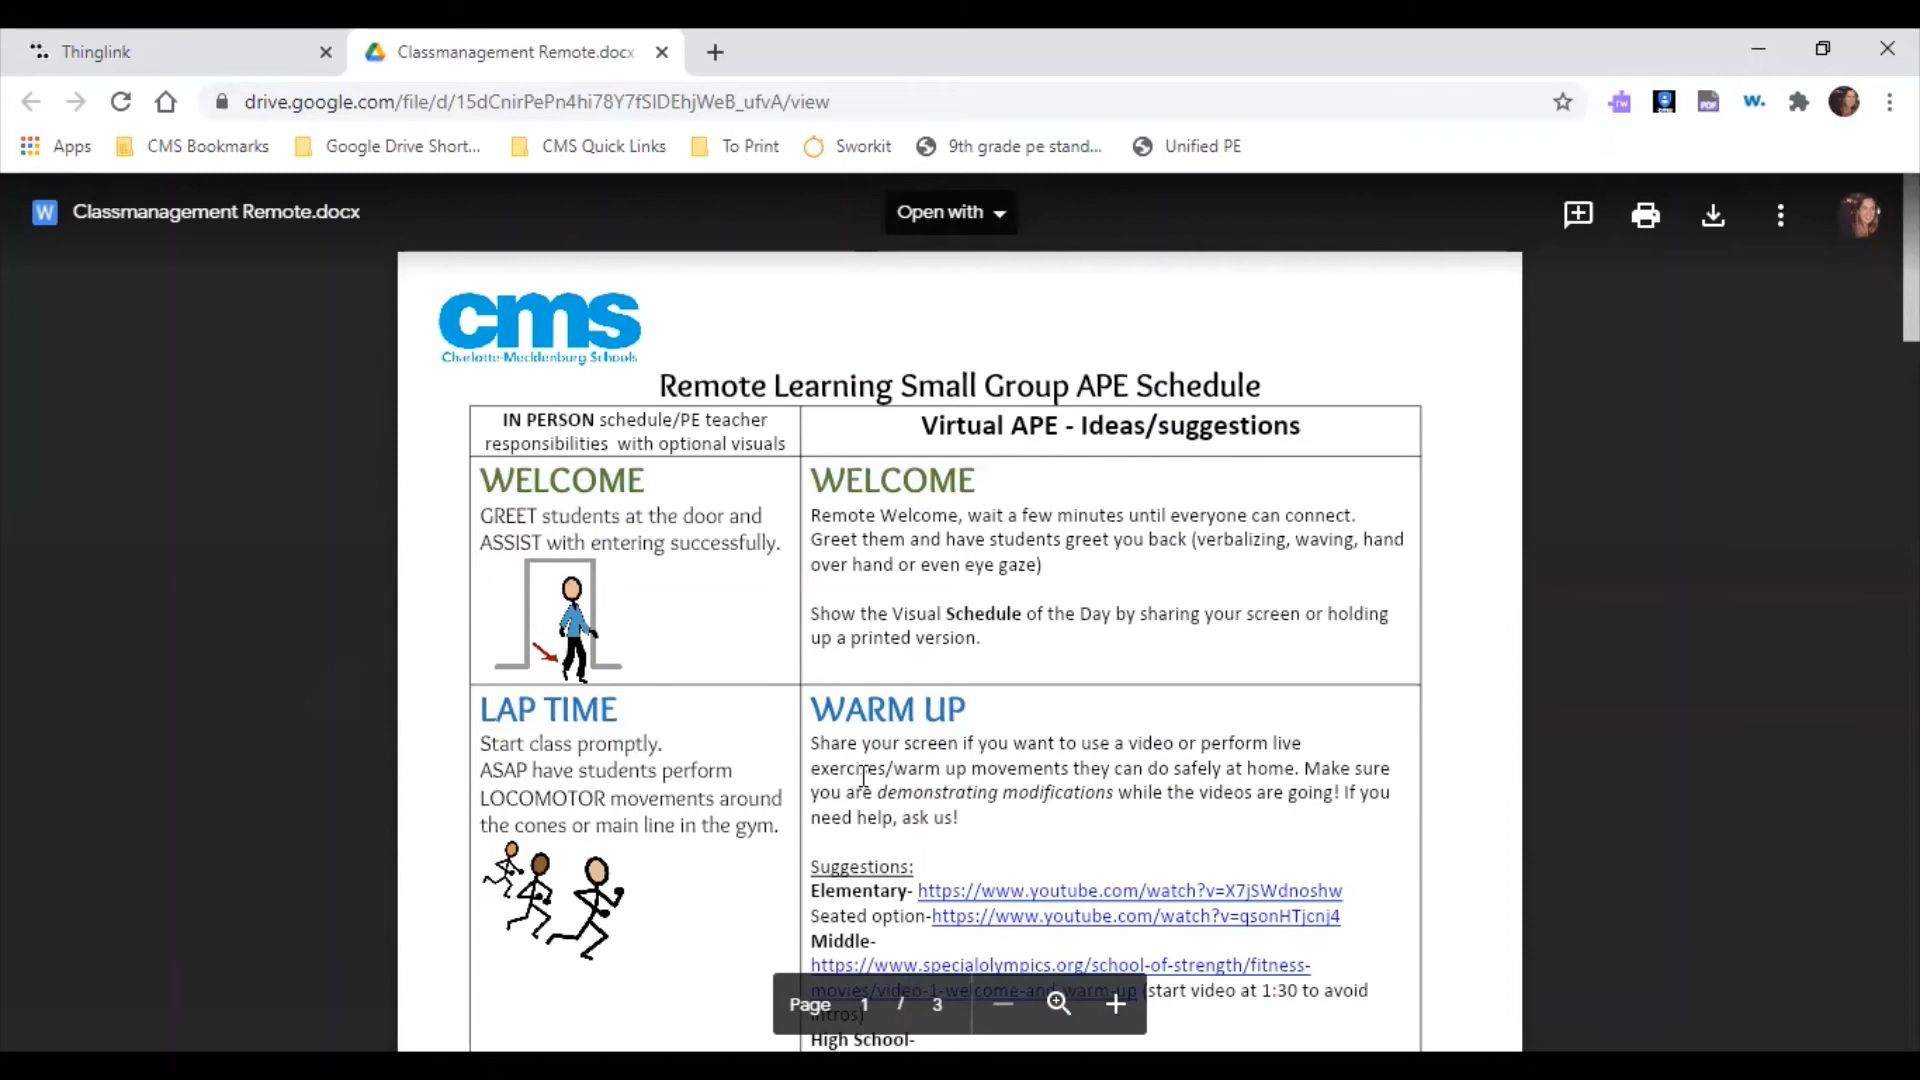 Thinglink
Classmanagement Remote.docx
drive.google.com/file/d/15dCnirPePn4hi78Y7fSIDEhjWeB_ufvA/view
Apps CMS Bookmarks Google Drive Short... CMS Quick Links To Print Sworkit 9th grade pe stand... Unified PE
W Classmanagement Remote.docx
Open with
cms
Charlotte-Mecklenburg Schools
Remote Learning Small Group APE Schedule
IN PERSON schedule/PE teacher
responsibilities with optional visuals
Virtual APE - Ideas/suggestions
WELCOME
GREET students at the door and
ASSIST with entering successfully.
WELCOME
Remote Welcome, wait a few minutes until everyone can connect.
Greet them and have students greet you back (verbalizing, waving, hand
over hand or even eye gaze)
Show the Visual Schedule of the Day by sharing your screen or holding
up a printed version.
LAP TIME
Start class promptly.
ASAP have students perform
LOCOMOTOR movements around
the cones or main line in the gym.
WARM UP
Share your screen if you want to use a video or perform live
exercires/warm up movements they can do safely at home. Make sure
you are demonstrating modifications while the videos are going! If you
need help, ask us!
Suggestions:
Elementary- https://www.youtube.com/watch?v=X7jSWdnoshw
Seated option-https://www.youtube.com/watch?v=qsonHTjcnj4
Middle-
https://www.specialolympics.org/school-of-strength/fitness-
movies/video-1-welcome-and-warm-up (start video at 1:30 to avoid
intros)
High School-
Page 1 / 3